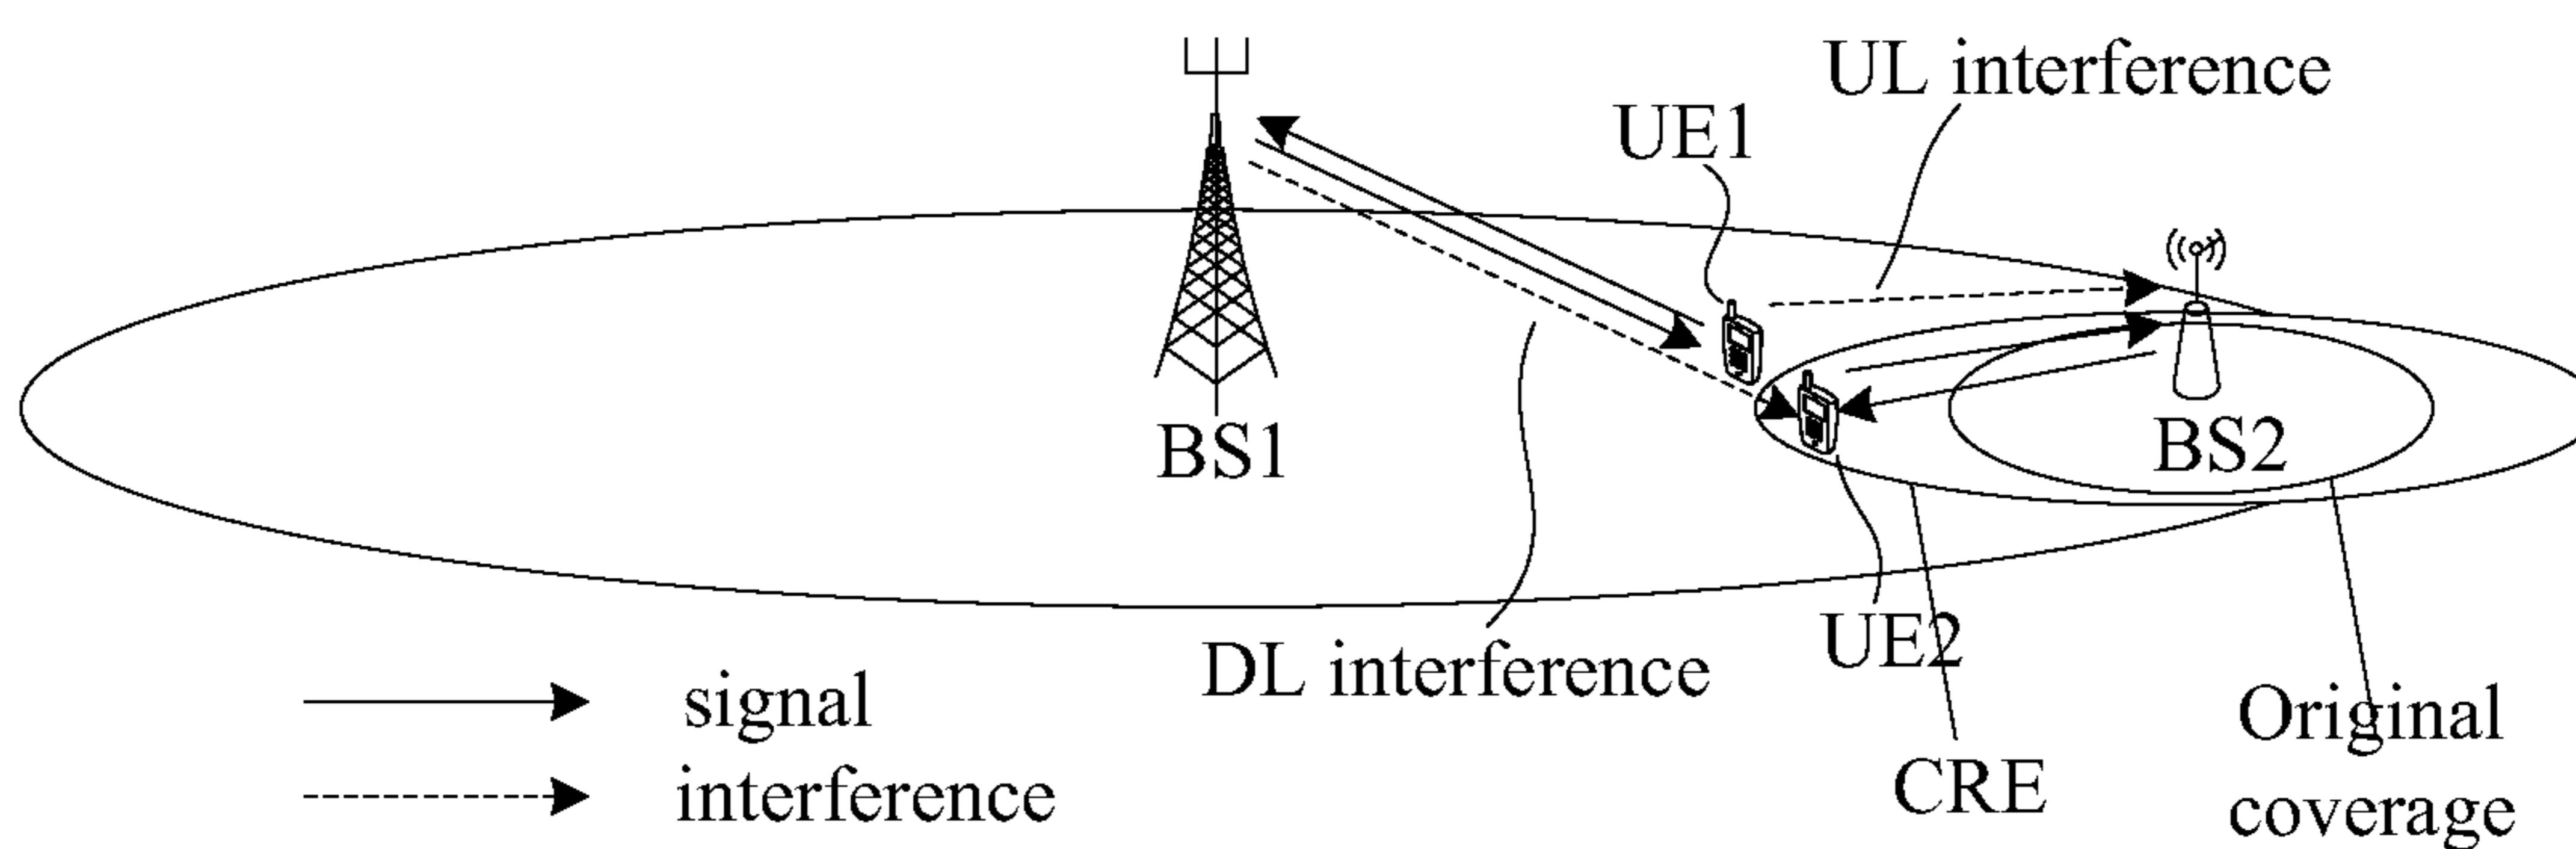 UL interference
UE1
BS1
BS2
UE2
DL interference
signal
interference
CRE
Original
coverage